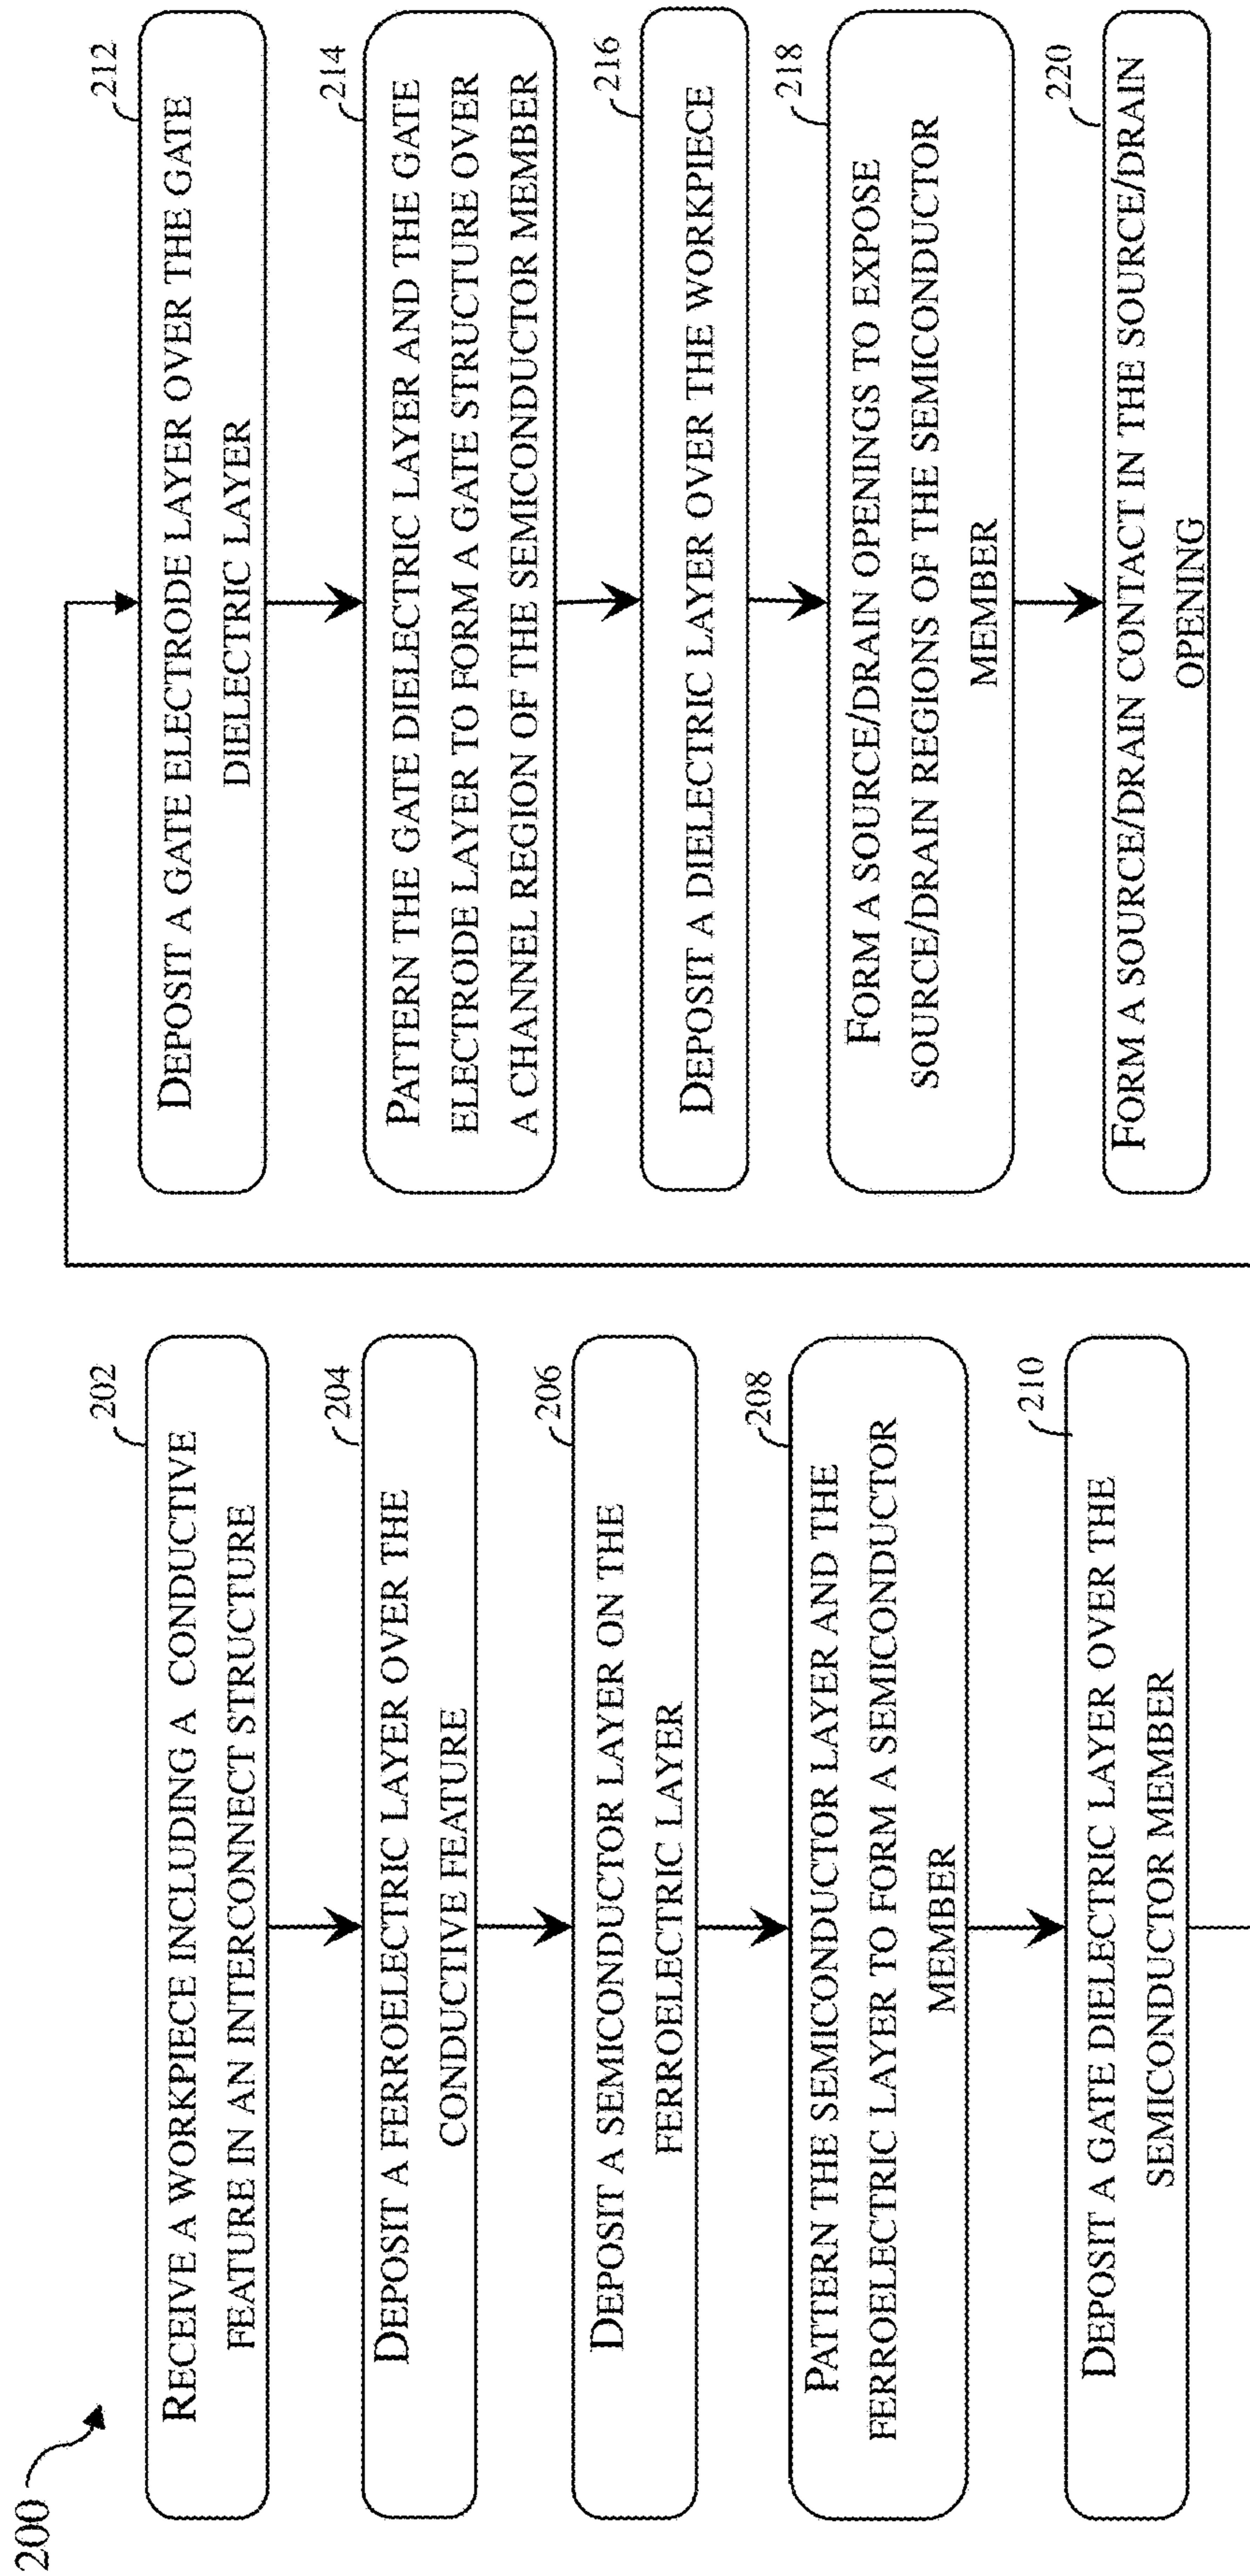 200
202
RECEIVE A WORKPIECE INCLUDING A CONDUCTIVE
FEATURE IN AN INTERCONNECT STRUCTURE
204
DEPOSIT A FERROELECTRIC LAYER OVER THE
CONDUCTIVE FEATURE
206
DEPOSIT A SEMICONDUCTOR LAYER ON THE
FERROELECTRIC LAYER
208
PATTERN THE SEMICONDUCTOR LAYER AND THE
FERROELECTRIC LAYER TO FORM A SEMICONDUCTOR
MEMBER
210
DEPOSIT A GATE DIELECTRIC LAYER OVER THE
SEMICONDUCTOR MEMBER
212
DEPOSIT A GATE ELECTRODE LAYER OVER THE GATE
DIELECTRIC LAYER
214
PATTERN THE GATE DIELECTRIC LAYER AND THE GATE
ELECTRODE LAYER TO FORM A GATE STRUCTURE OVER
A CHANNEL REGION OF THE SEMICONDUCTOR MEMBER
216
DEPOSIT A DIELECTRIC LAYER OVER THE WORKPIECE
218
FORM A SOURCE/DRAIN OPENINGS TO EXPOSE
SOURCE/DRAIN REGIONS OF THE SEMICONDUCTOR
MEMBER
220
FORM A SOURCE/DRAIN CONTACT IN THE SOURCE/DRAIN
OPENING